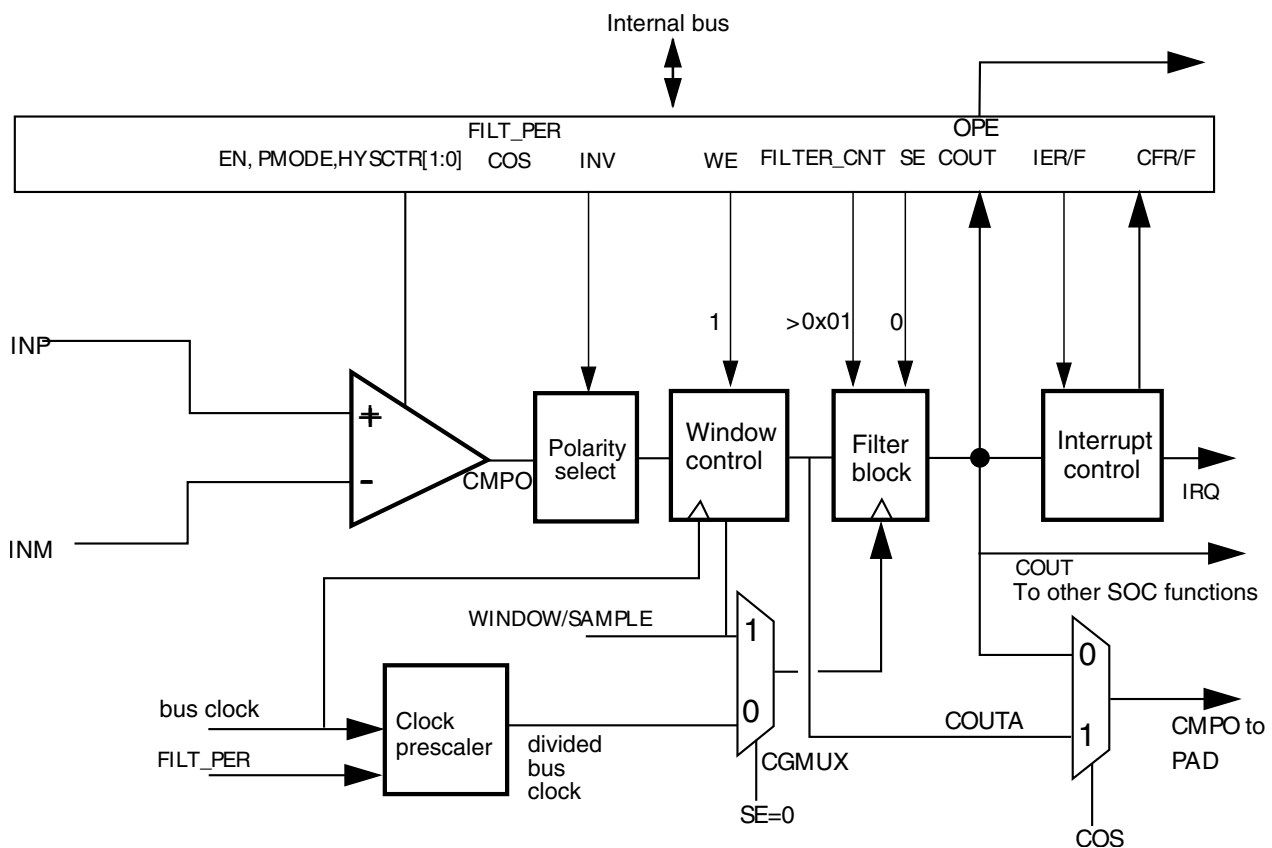 Internal bus
FILT_PER
OPE
EN, PMODE,HYSCTR[1:0]
COS
INV
WE
FILTER_CNT
SE
COUT
IER/F
CFR/F
1
>0x01
0
INP
INM
+
-
CMPO
Polarity
select
Window
control
Filter
block
Interrupt
control
IRQ
COUT
To other SOC functions
WINDOW/SAMPLE
1
0
CGMUX
SE=0
bus clock
FILT_PER
Clock
prescaler
divided
bus
clock
COUTA
0
1
CMPO to
PAD
COS